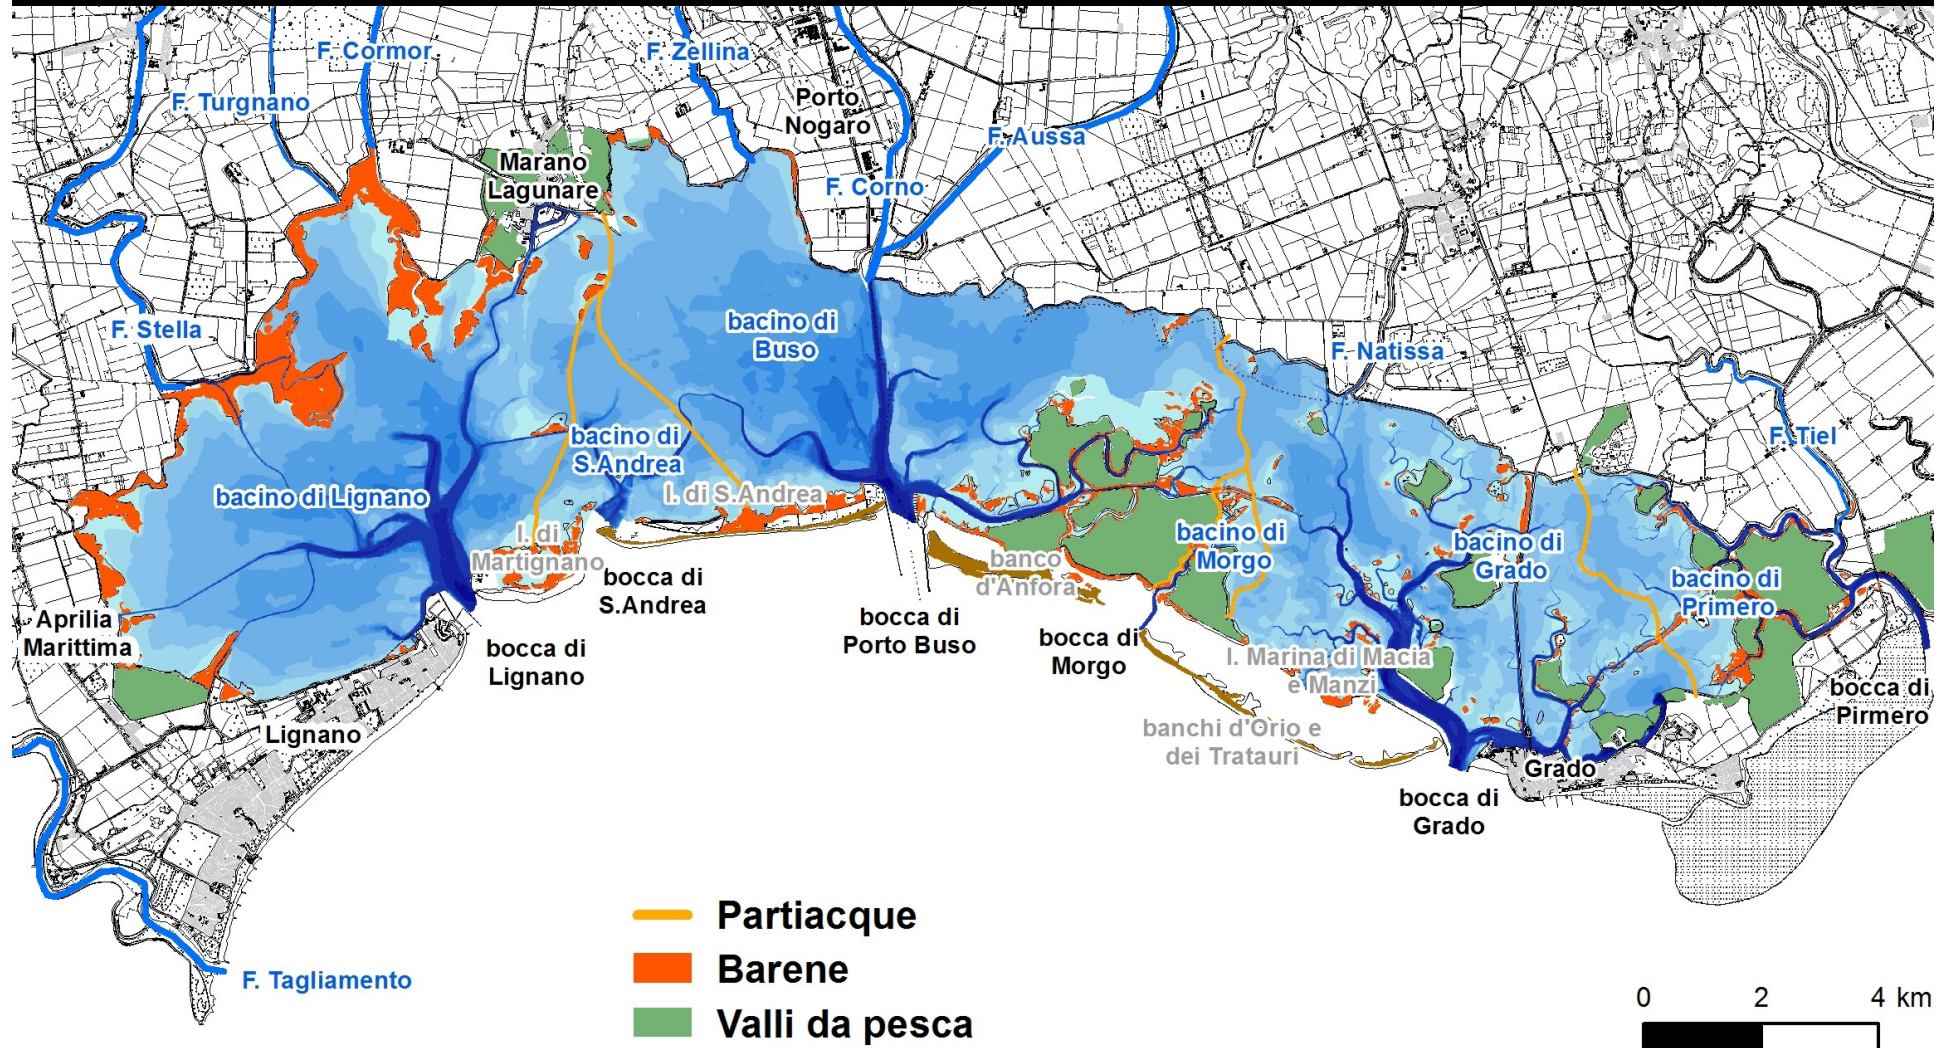 F. Cormor
F. Zellina
F. Turgnano
Porto
Nogaro
F. Aussa
Marano
Lagunare
F. Corno
F. Stella
bacino di
Buso
F. Natissa
bacino di
S.Andrea
F. Tiel
bacino di Lignano
I. di S.Andrea
I. di
Martignano
bacino di
Morgo
bacino di
Grado
banco
d'Anfora
bacino di
Primero
bocca di
S.Andrea
Aprilia
Marittima
bocca di
Porto Buso
bocca di
Morgo
bocca di
Lignano
I. Marina di Macia
e Manzi
bocca di
Pirmero
Lignano
banchi d'Orio e
dei Tratauri
Grado
bocca di
Grado
F. Tagliamento
Partiacque
Barene
Valli da pesca
0 2 4 km